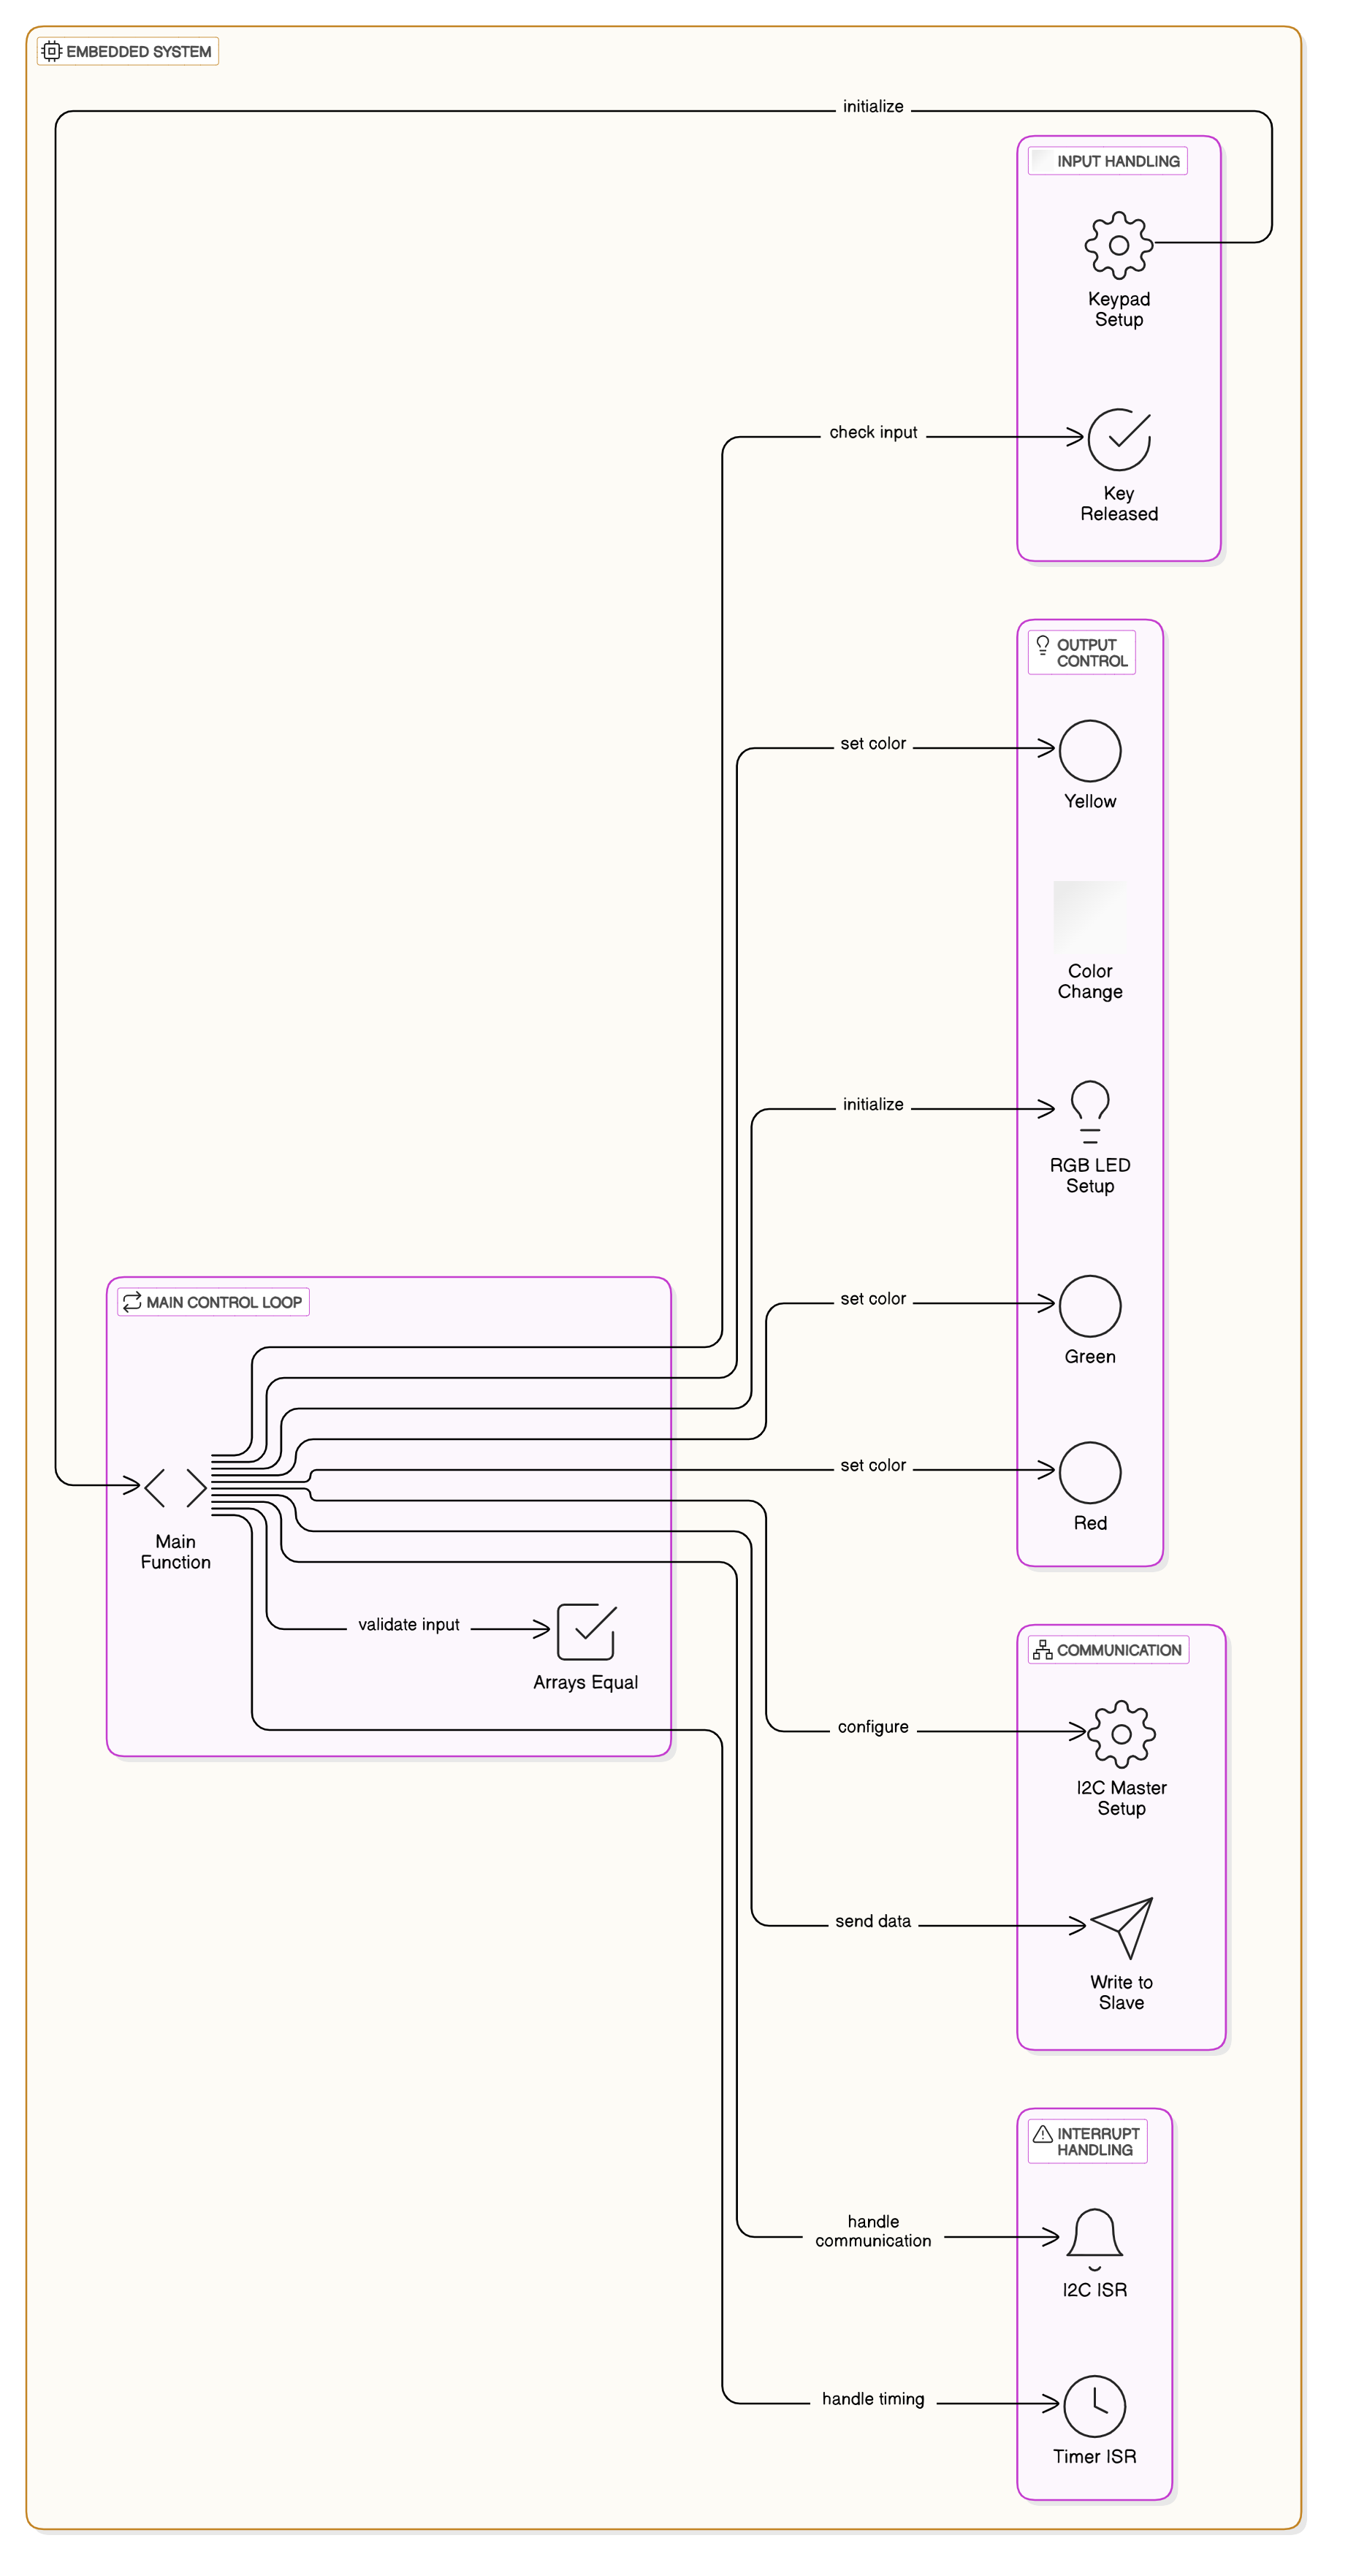 EMBEDDED SYSTEM
initialize
INPUT HANDLING
Keypad
Setup
check input
Key
Released
OUTPUT
CONTROL
set color
Yellow
Color
Change
initialize
RGB LED
Setup
MAIN CONTROL LOOP
set color
Green
set color
Red
Main
Function
validate input
Arrays Equal
COMMUNICATION
configure
I2C Master
Setup
send data
Write to
Slave
INTERRUPT
HANDLING
handle
communication
I2C ISR
handle timing
Timer ISR